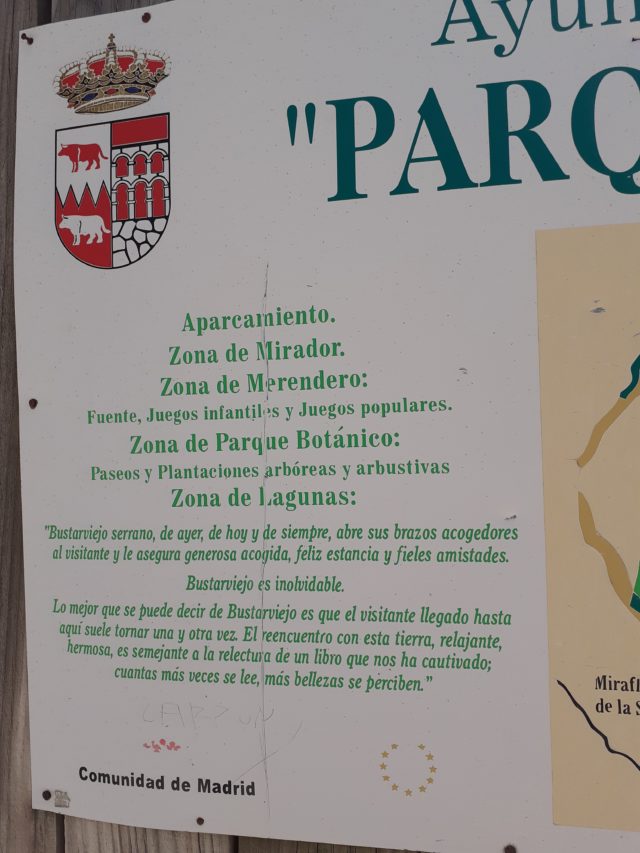 Ayun
"PARQ
Aparcamiento.
Zona de Mirador.
Zona de Merendero:
Fuente, Juegos infantiles y Juegos populares.
Zona de Parque Botánico:
Paseos y Plantaciones arbóreas y arbustivas
Zona de Lagunas:
"Bustarviejo serrano, de ayer, de hoy y de siempre, abre sus brazos acogedores
al visitante y le asegura generosa acogida, feliz estancia y fieles amistades.
Bustarviejo es inolvidable.
Lo mejor que se puede decir de Bustarviejo es que el visitante llegado hasta
aquí suele tornar una y otra vez. El reencuentro con esta tierra, relajante,
hermosa, es semejante a la relectura de un libro que nos ha cautivado;
cuantas más veces se lee, más bellezas se perciben."
Comunidad de Madrid
Mirafl
de la S